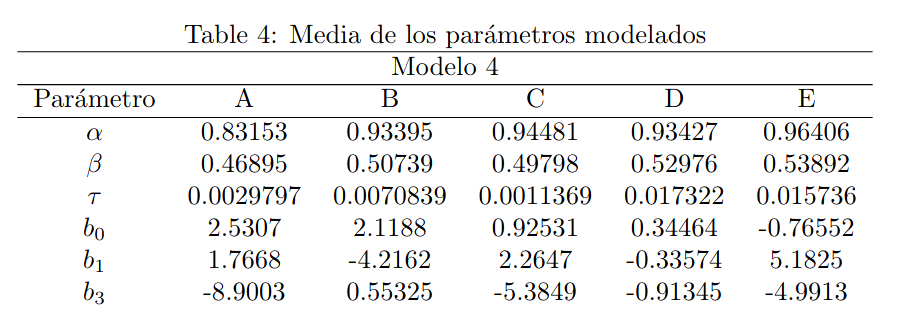 Table 4: Media de los parámetros modelados
Modelo 4
Parámetro A B C D E
α 0.83153 0.93395 0.94481 0.93427 0.96406
β 0.46895 0.50739 0.49798 0.52976 0.53892
τ 0.0029797 0.0070839 0.0011369 0.017322 0.015736
b₀ 2.5307 2.1188 0.92531 0.34464 -0.76552
b₁ 1.7668 -4.2162 2.2647 -0.33574 5.1825
b₃ -8.9003 0.55325 -5.3849 -0.91345 -4.9913